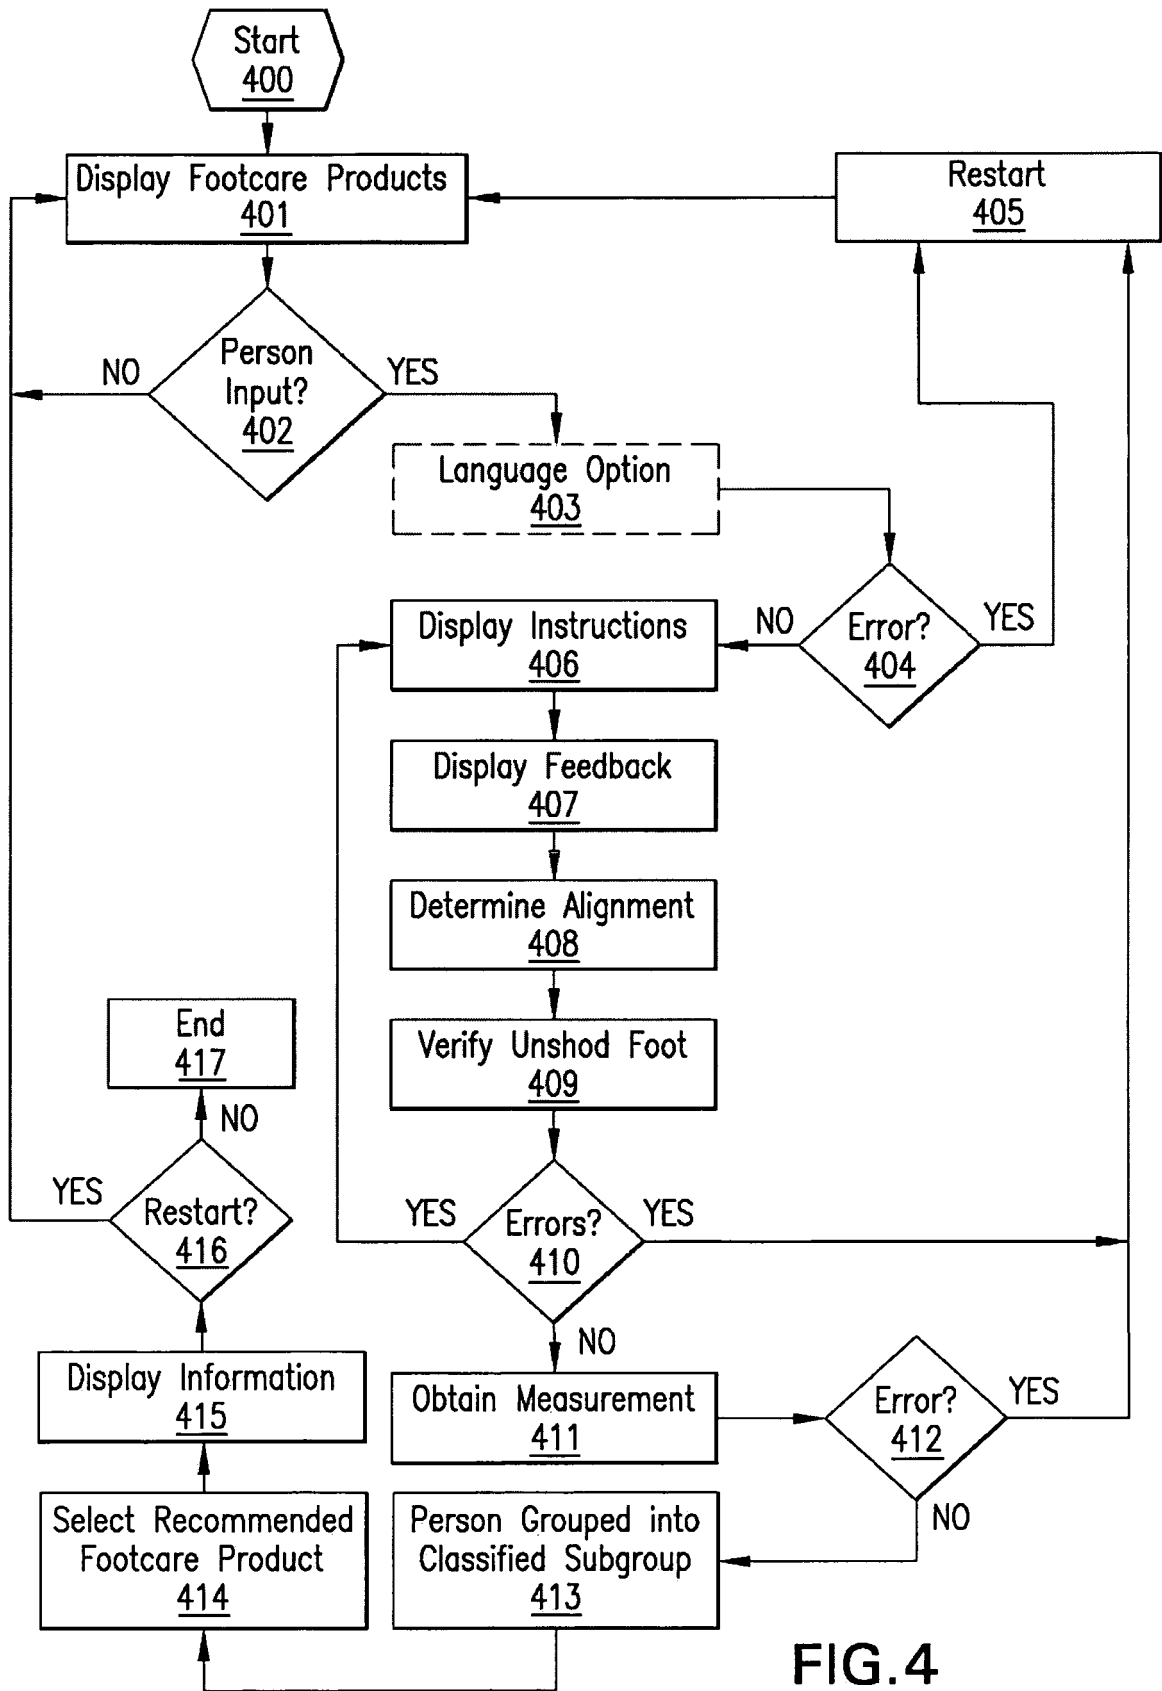 Start
400
Display Footcare Products
401
Restart
405
Person
Input?
402
NO
YES
Language Option
403
Error?
404
NO
YES
Display Instructions
406
Display Feedback
407
Determine Alignment
408
Verify Unshod Foot
409
Errors?
410
YES
YES
NO
Obtain Measurement
411
Error?
412
YES
NO
Person Grouped into
Classified Subgroup
413
Select Recommended
Footcare Product
414
Display Information
415
Restart?
416
YES
NO
End
417
FIG.4